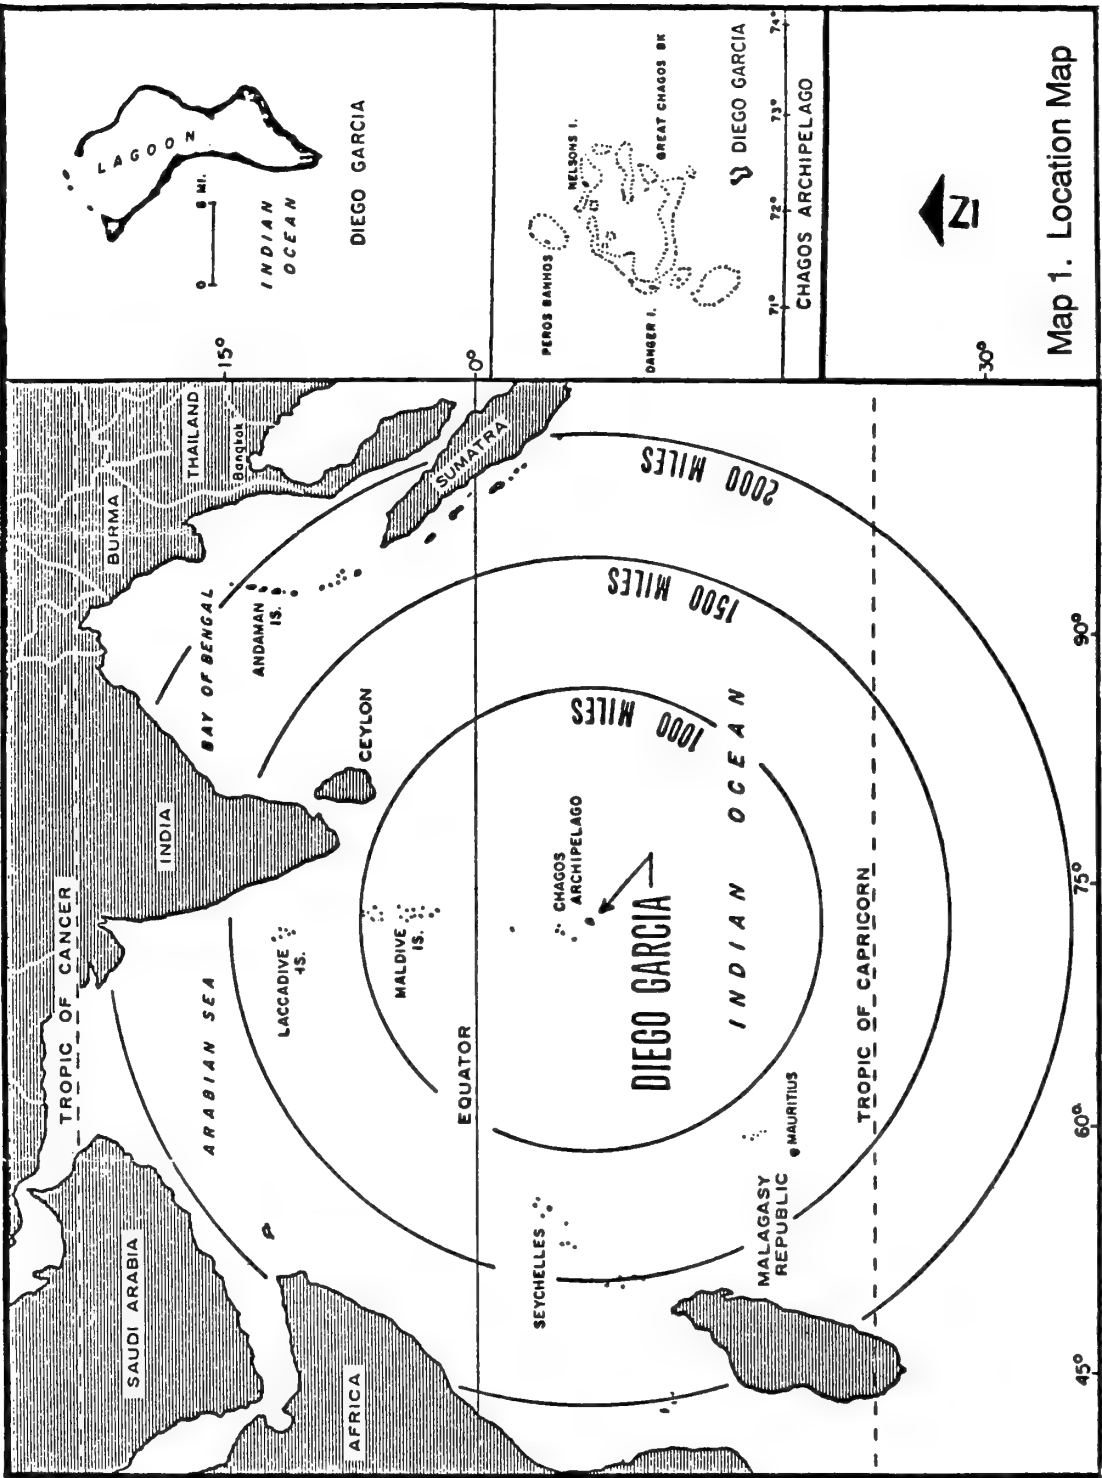 TROPIC OF CANCER
SAUDI ARABIA
AFRICA
INDIA
BURMA
THAILAND
Bangkok
ARABIAN SEA
BAY OF BENGAL
LACCADIVE
IS.
ANDAMAN
IS.
CEYLON
MALDIVE
IS.
SUMATRA
EQUATOR
SEYCHELLES
CHAGOS
ARCHIPELAGO
DIEGO GARCIA
1000 MILES
1500 MILES
2000 MILES
INDIAN OCEAN
MALAGASY
REPUBLIC
MAURITIUS
TROPIC OF CAPRICORN
45°
60°
75°
90°
15°
0°
30°
LAGOON
0 6 MI.
INDIAN
OCEAN
DIEGO GARCIA
PEROS BANHOS
NELSONS I.
DANGER I.
GREAT CHAGOS BK
DIEGO GARCIA
71° 72° 73° 74°
CHAGOS ARCHIPELAGO
N
Map 1. Location Map